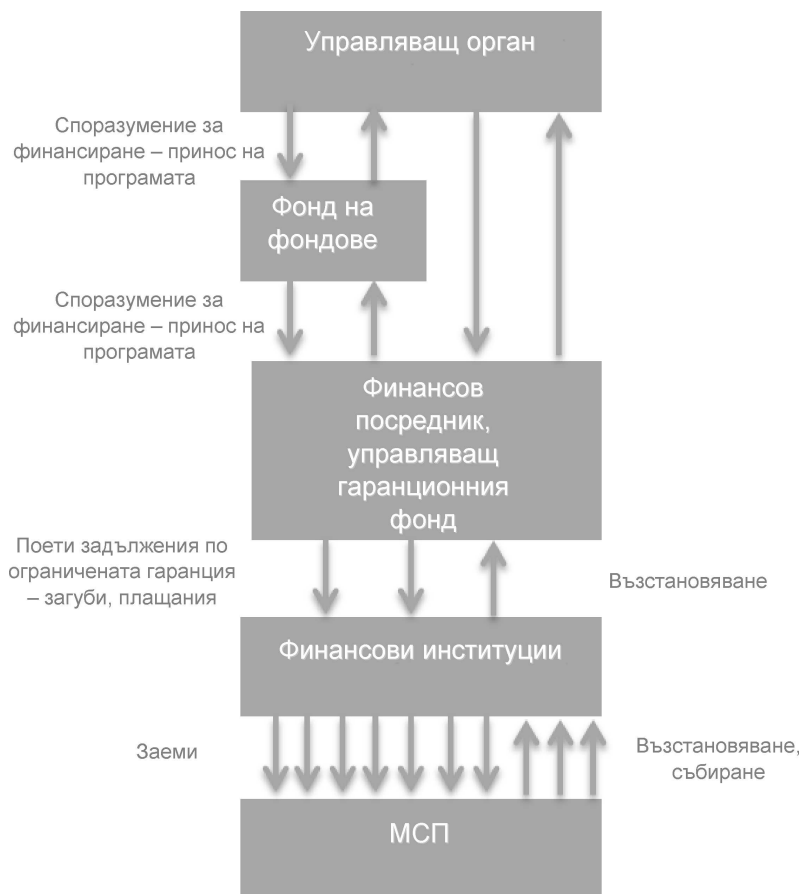 Управляващ орган
Споразумение за
финансиране – принос на
програмата
Фонд на
фондове
Споразумение за
финансиране – принос на
програмата
Финансов
посредник,
управляващ
гаранционния
фонд
Поети задължения по
ограничената гаранция
– загуби, плащания
Възстановяване
Финансови институции
Заеми
Възстановяване,
събиране
МСП